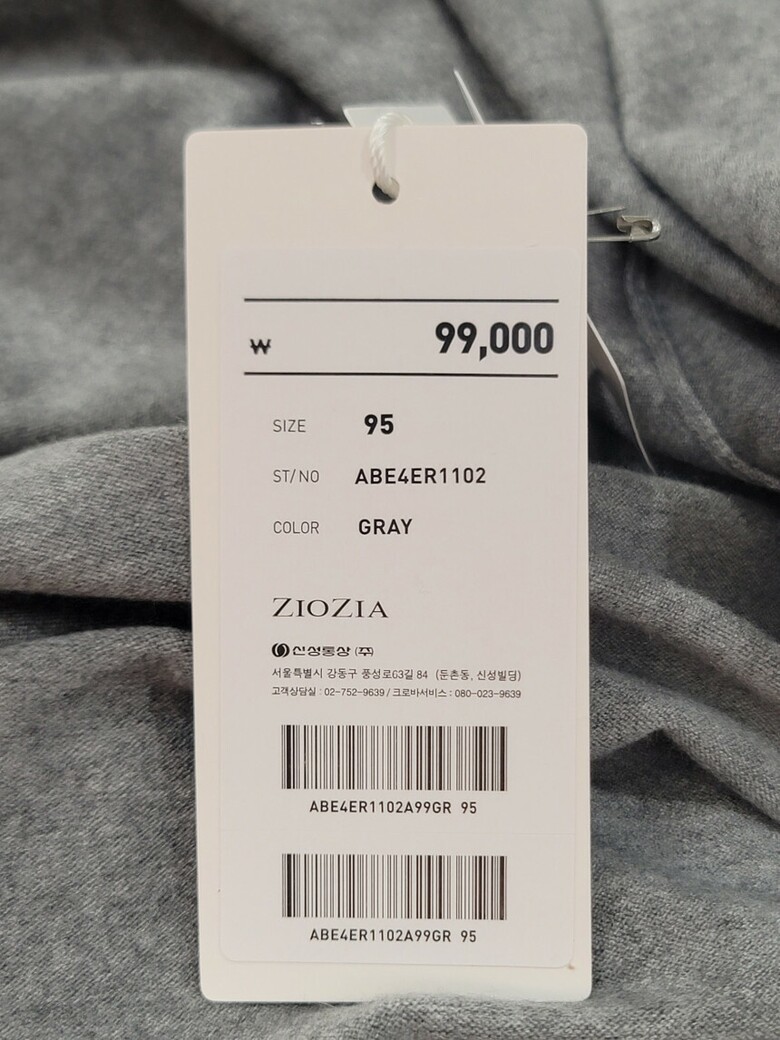 ₩ 99,000
SIZE 95
ST/NO ABE4ER1102
COLOR GRAY
ZIOZIA
신성통상 (주)
서울특별시 강동구 풍성로63길 84 (둔촌동, 신성빌딩)
고객상담실 : 02-752-9639 / 크로바서비스 : 080-023-9639
ABE4ER1102A99GR 95
ABE4ER1102A99GR 95